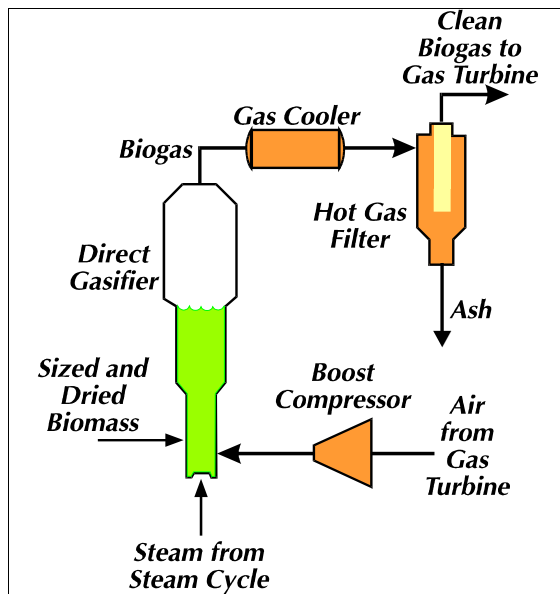 Clean
Biogas to
Gas Turbine
Gas Cooler
Biogas
Hot Gas
Filter
Direct
Gasifier
Ash
Sized and
Dried
Biomass
Boost
Compressor
Air
from
Gas
Turbine
Steam from
Steam Cycle